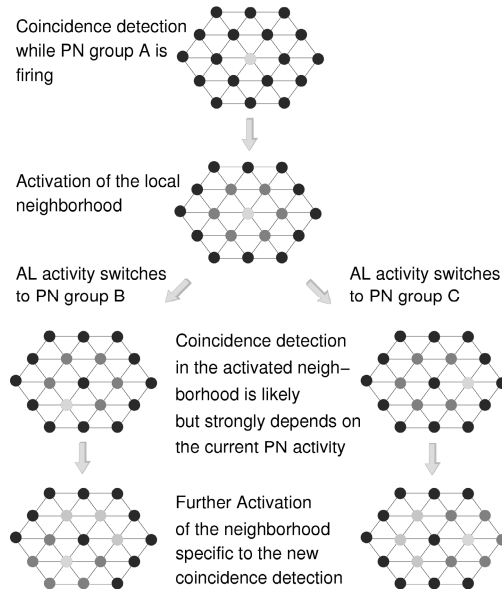 Coincidence detection
while PN group A is
firing
Activation of the local
neighborhood
AL activity switches
to PN group B
AL activity switches
to PN group C
Coincidence detection
in the activated neigh–
borhood is likely
but strongly depends on
the current PN activity
Further Activation
of the neighborhood
specific to the new
coincidence detection